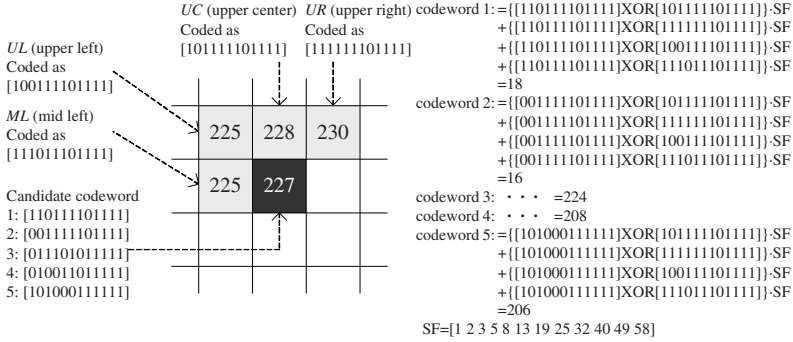 UL (upper left)
Coded as
[100111101111]
UC (upper center)
Coded as
[101111101111]
UR (upper right)
Coded as
[111111101111]
ML (mid left)
Coded as
[111011101111]
225 228 230
225 227
Candidate codeword
1: [110111101111]
2: [001111101111]
3: [011101011111]
4: [010011011111]
5: [101000111111]
codeword 1:={[110111101111]XOR[101111101111]}·SF
+{[110111101111]XOR[111111101111]}·SF
+{[110111101111]XOR[100111101111]}·SF
+{[110111101111]XOR[111011101111]}·SF
=18
codeword 2:={[001111101111]XOR[101111101111]}·SF
+{[001111101111]XOR[111111101111]}·SF
+{[001111101111]XOR[100111101111]}·SF
+{[001111101111]XOR[111011101111]}·SF
=16
codeword 3: · · · =224
codeword 4: · · · =208
codeword 5:={[101000111111]XOR[101111101111]}·SF
+{[101000111111]XOR[111111101111]}·SF
+{[101000111111]XOR[100111101111]}·SF
+{[101000111111]XOR[111011101111]}·SF
=206
SF=[1 2 3 5 8 13 19 25 32 40 49 58]